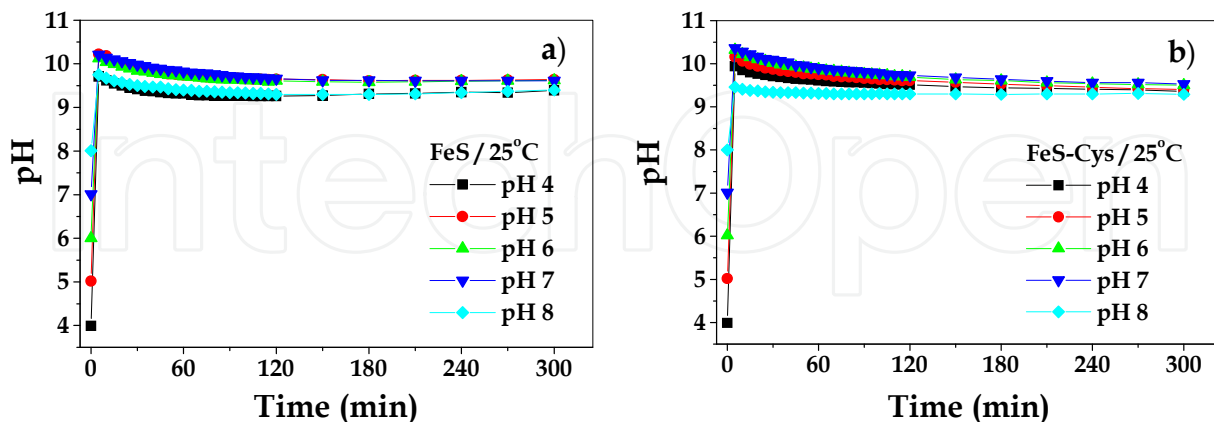 a)
11
10
9
8
7
6
5
4
pH
FeS / 25°C
pH 4
pH 5
pH 6
pH 7
pH 8
0 60 120 180 240 300
Time (min)
b)
11
10
9
8
7
6
5
4
pH
FeS-Cys / 25°C
pH 4
pH 5
pH 6
pH 7
pH 8
0 60 120 180 240 300
Time (min)
IntechOpen